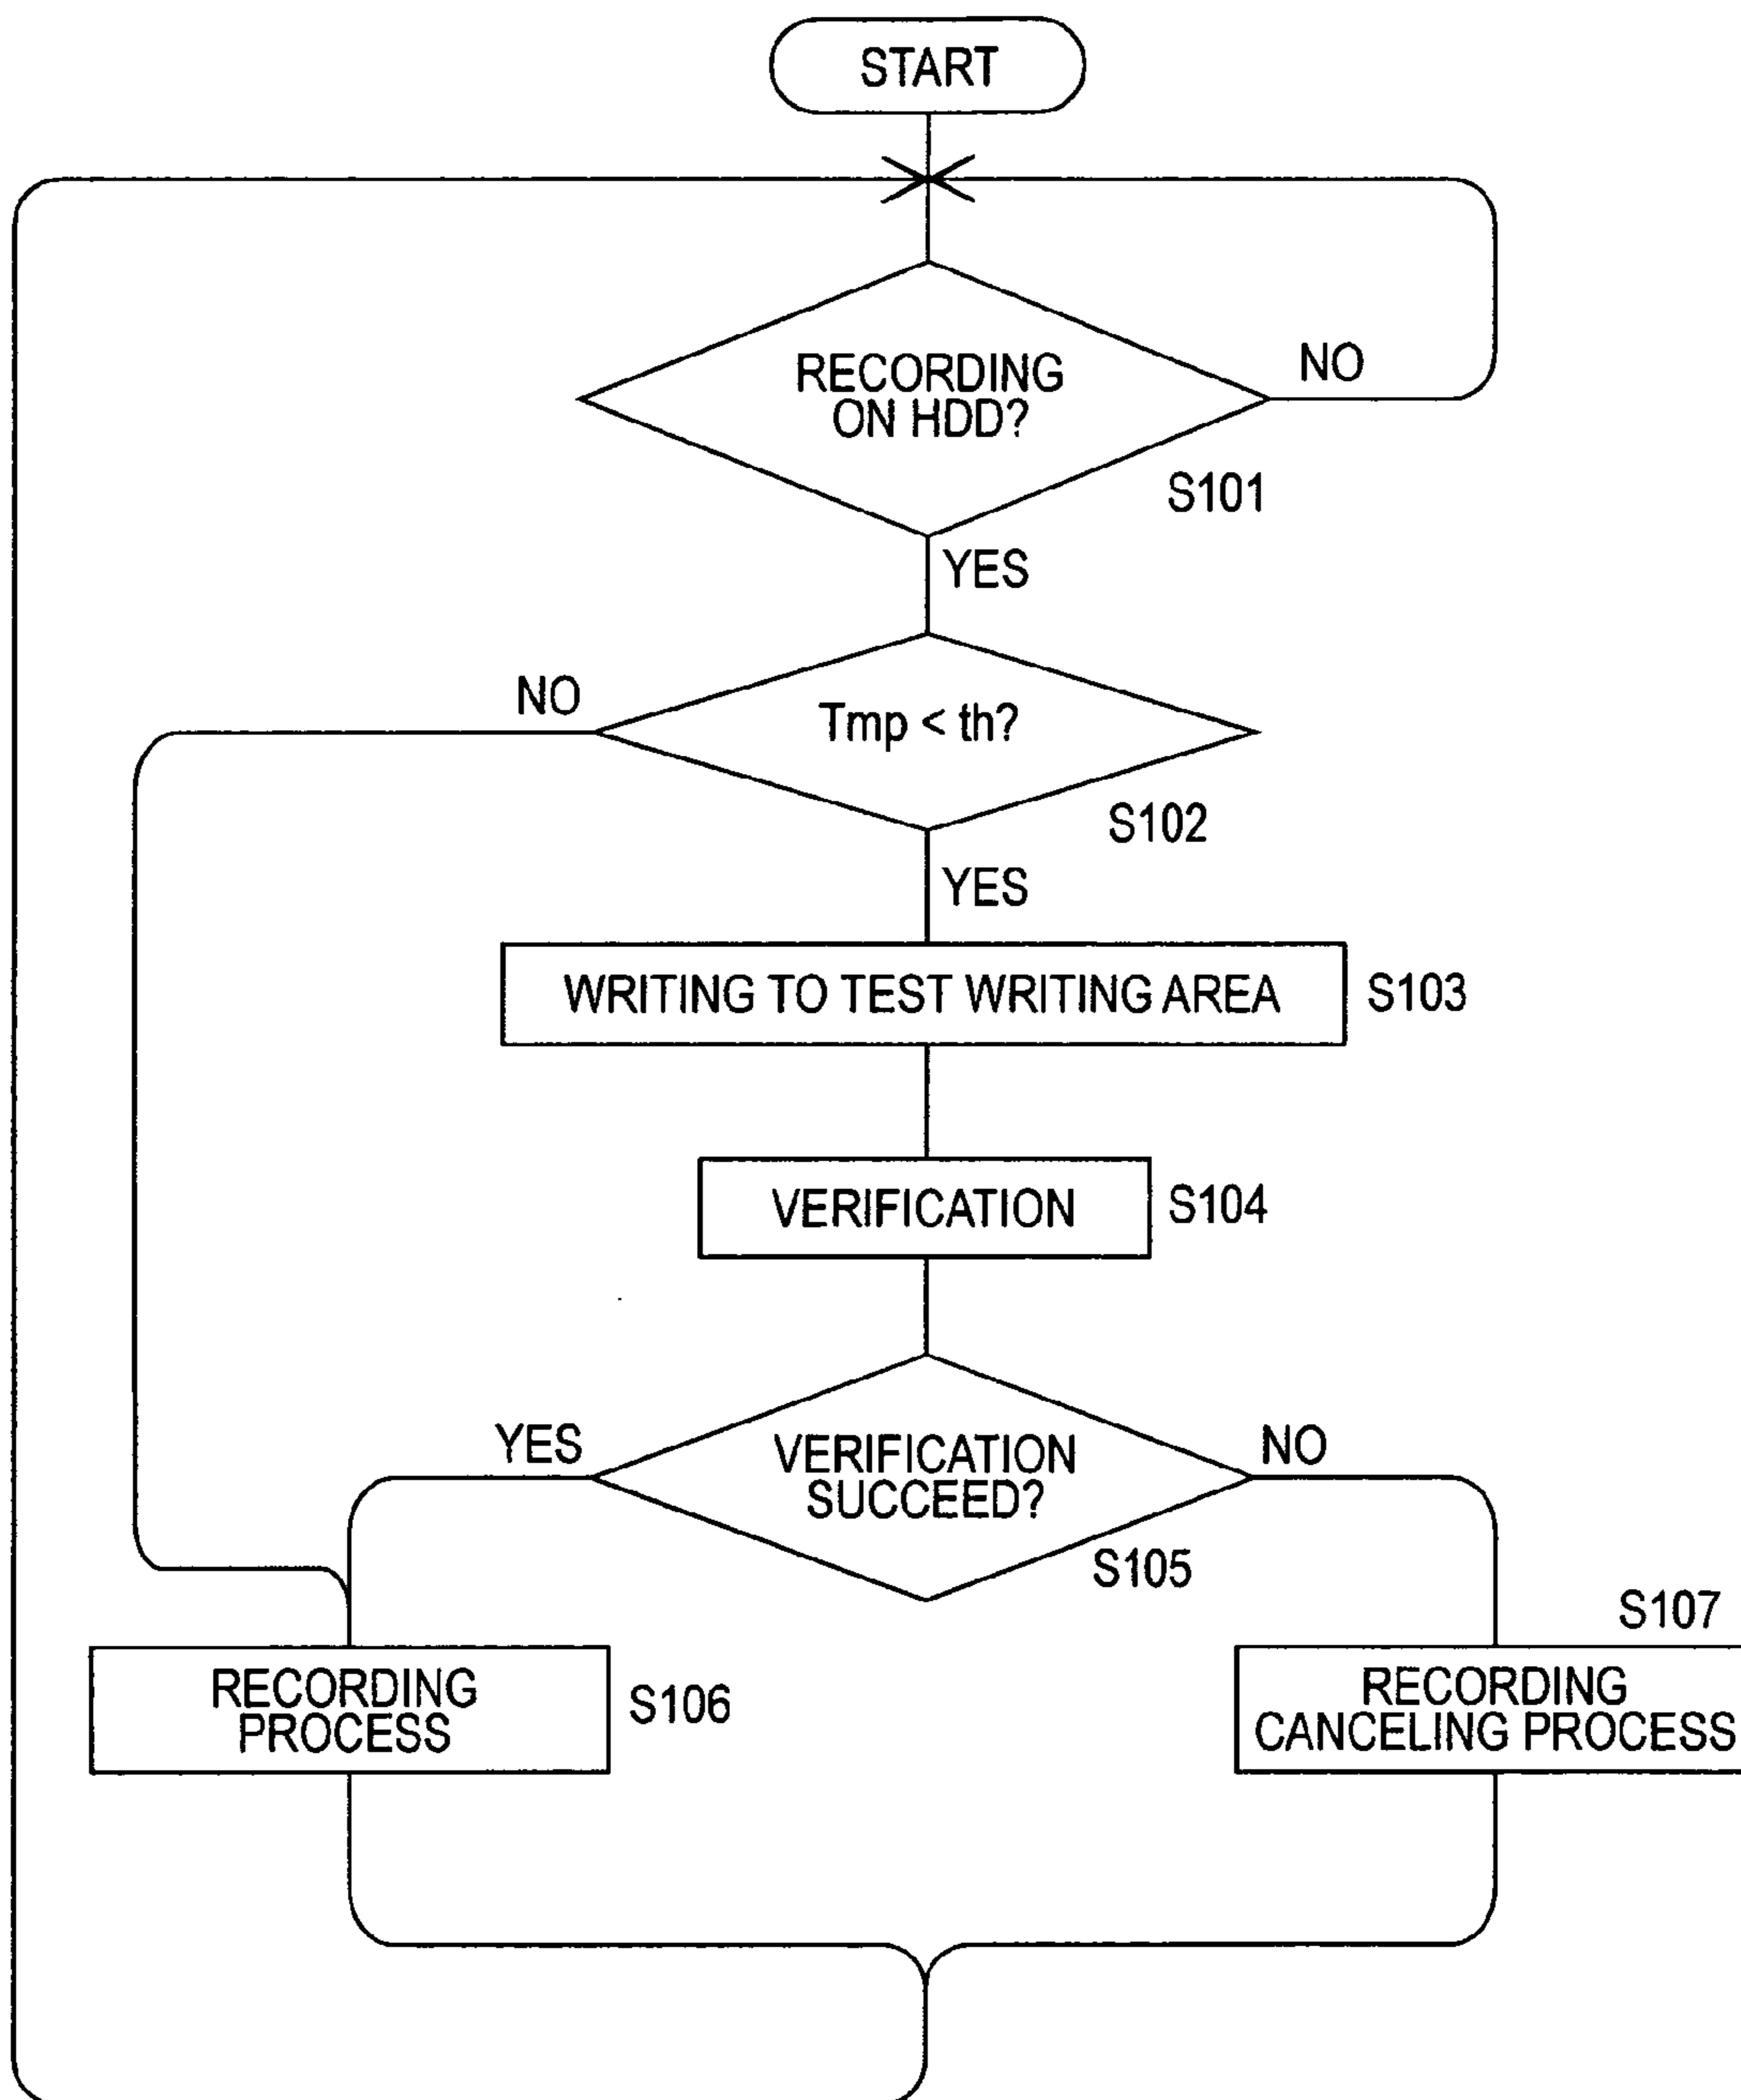 START
RECORDING
ON HDD?
NO
S101
YES
NO
Tmp < th?
S102
YES
WRITING TO TEST WRITING AREA
S103
VERIFICATION
S104
YES
VERIFICATION
SUCCEED?
NO
S105
S107
RECORDING
PROCESS
S106
RECORDING
CANCELING PROCESS